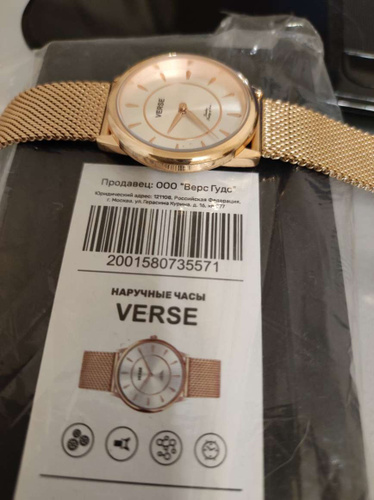 VERSE
Продавец: ООО "Верс Гудс"
Юридический адрес: 121108, Российская Федерация,
г. Москва, ул. Герасима Курина, д. 16,
2001580735571
НАРУЧНЫЕ ЧАСЫ
VERSE